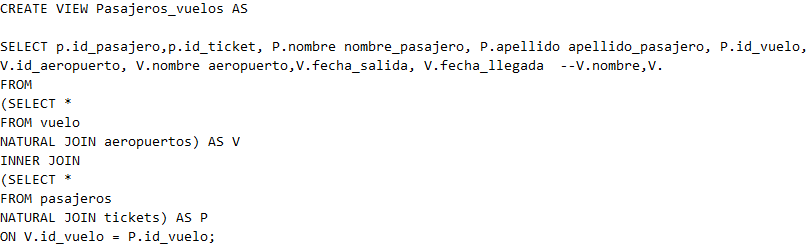 CREATE VIEW Pasajeros_vuelos AS
SELECT p.id_pasajero,p.id_ticket, P.nombre nombre_pasajero, P.apellido apellido_pasajero, P.id_vuelo,
V.id_aeropuerto, V.nombre aeropuerto,V.fecha_salida, V.fecha_llegada  --V.nombre,V.
FROM
(SELECT *
FROM vuelo
NATURAL JOIN aeropuertos) AS V
INNER JOIN
(SELECT *
FROM pasajeros
NATURAL JOIN tickets) AS P
ON V.id_vuelo = P.id_vuelo;